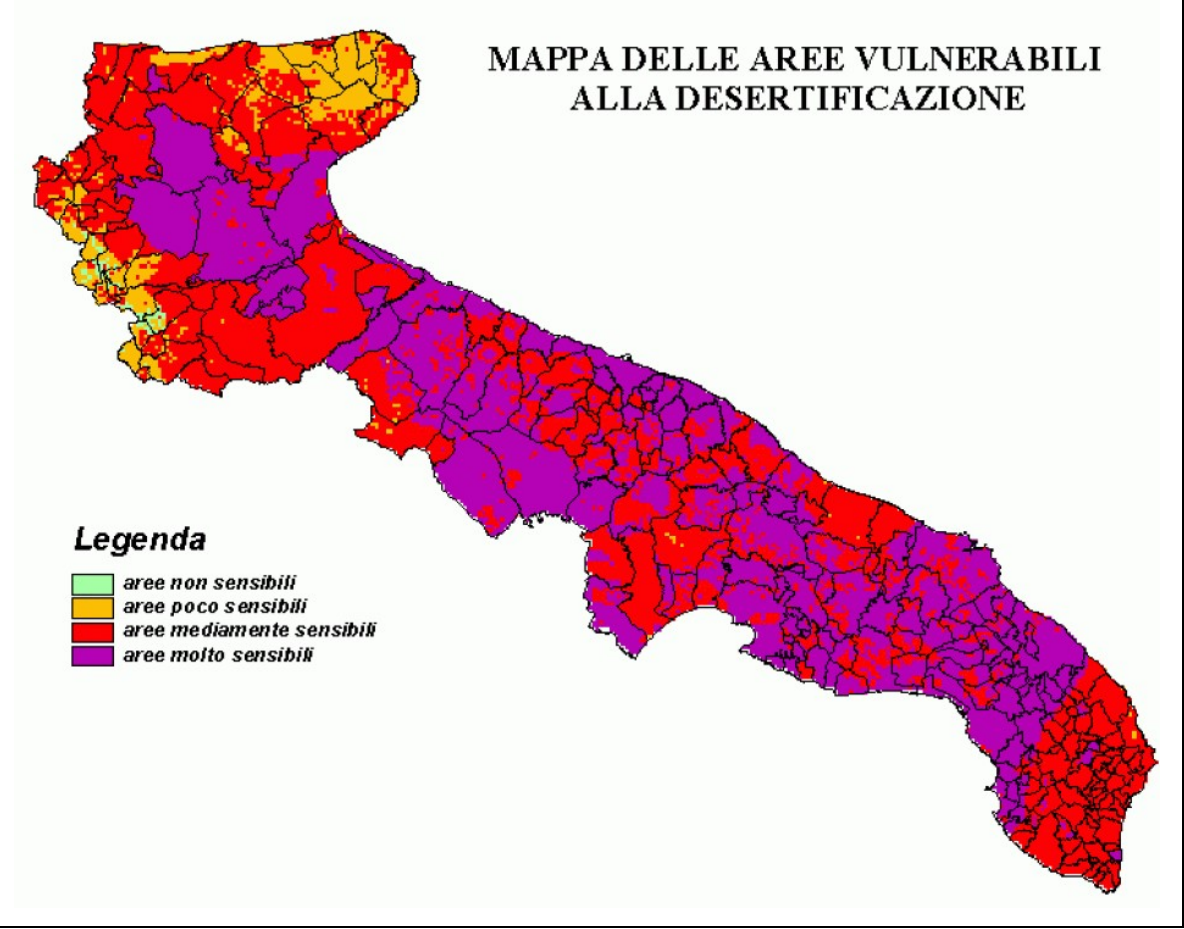 MAPPA DELLE AREE VULNERABILI
ALLA DESERTIFICAZIONE
Legenda
aree non sensibili
aree poco sensibili
aree mediamente sensibili
aree molto sensibili